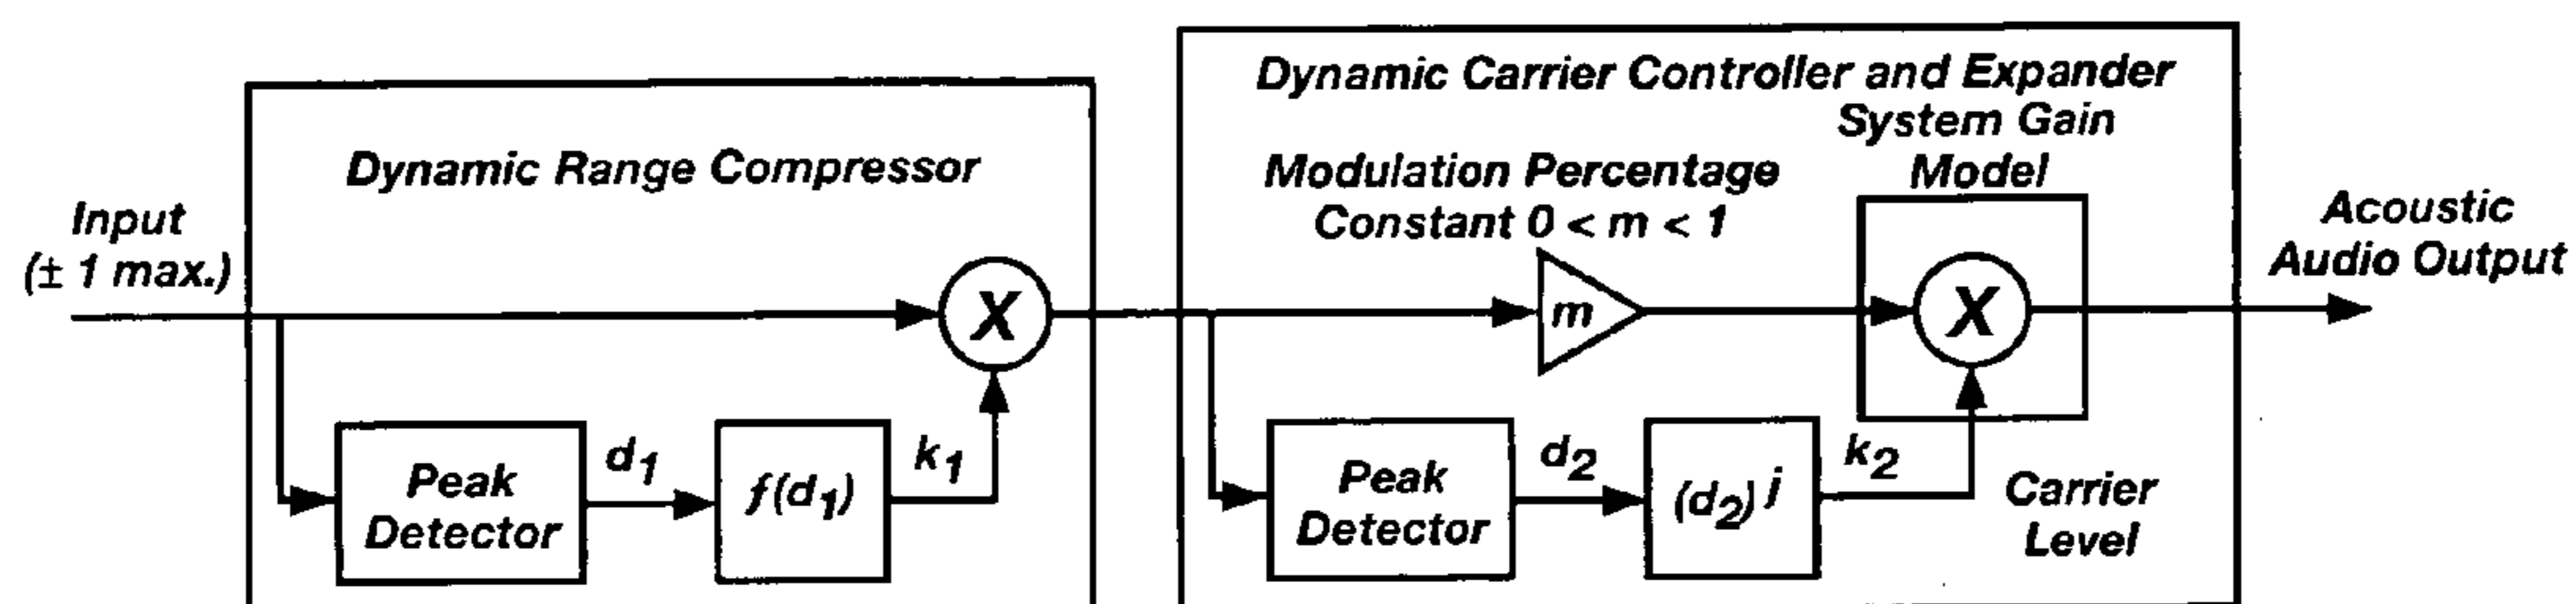 Dynamic Carrier Controller and Expander
System Gain
Model
Dynamic Range Compressor
Modulation Percentage
Constant 0 < m < 1
Input
(± 1 max.)
Acoustic
Audio Output
X
m
X
Peak
Detector
d1
f(d1)
k1
Peak
Detector
d2
(d2)j
k2
Carrier
Level